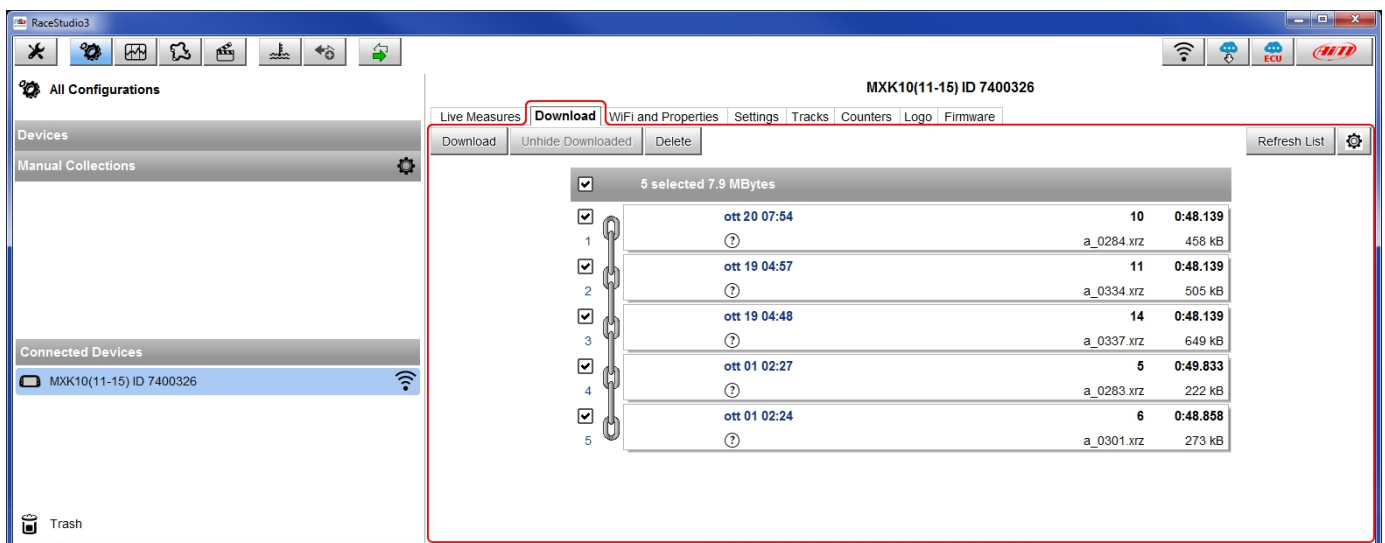 RaceStudio3
ECU
AiM
All Configurations
Devices
Manual Collections
Connected Devices
MXK10(11-15) ID 7400326
Trash
MXK10(11-15) ID 7400326
Live Measures Download WiFi and Properties Settings Tracks Counters Logo Firmware
Download Unhide Downloaded Delete Refresh List
5 selected 7.9 MBytes
ott 20 07:54 10 0:48.139
1 ? a_0284.xrz 458 kB
ott 19 04:57 11 0:48.139
2 ? a_0334.xrz 505 kB
ott 19 04:48 14 0:48.139
3 ? a_0337.xrz 649 kB
ott 01 02:27 5 0:49.833
4 ? a_0283.xrz 222 kB
ott 01 02:24 6 0:48.858
5 ? a_0301.xrz 273 kB